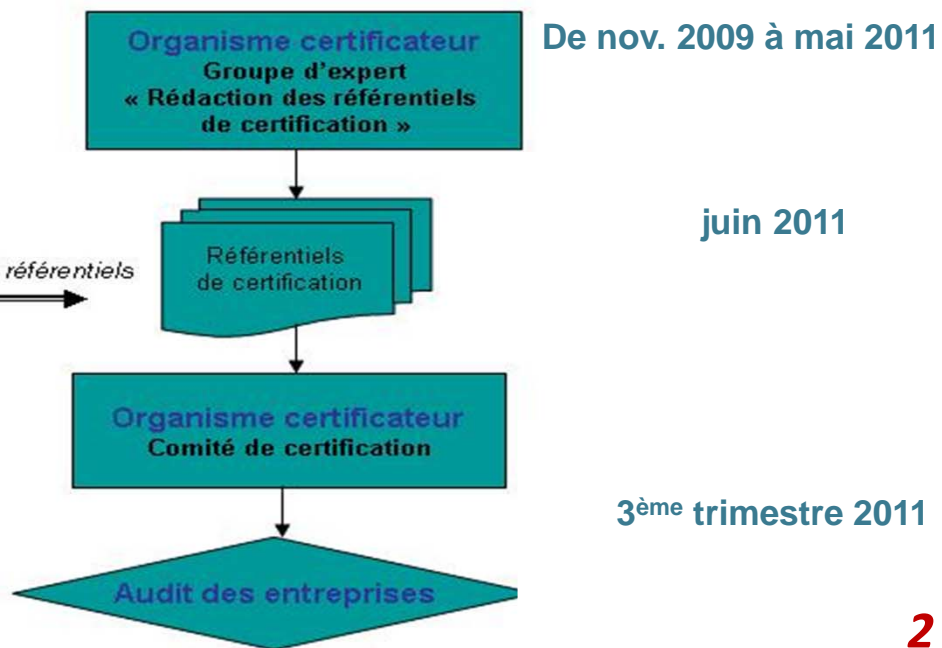 Organisme certificateur
Groupe d'expert
« Rédaction des référentiels
de certification »
De nov. 2009 à mai 2011
juin 2011
référentiels
Référentiels
de certification
Organisme certificateur
Comité de certification
3ème trimestre 2011
Audit des entreprises
2